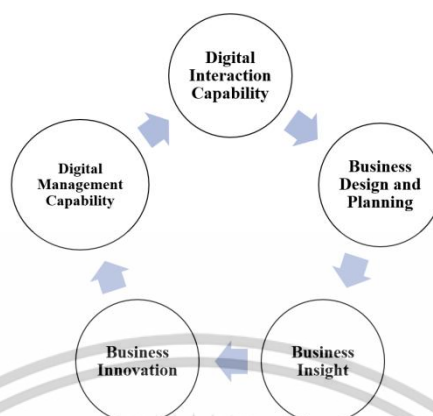 Digital
Interaction
Capability
Business
Design and
Planning
Business
Insight
Business
Innovation
Digital
Management
Capability